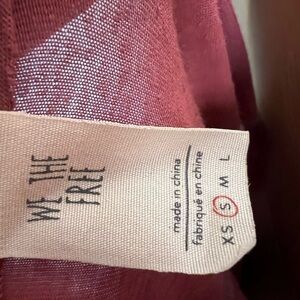 WE THE
FREE
made in china
fabriqué en chine
XS S M L